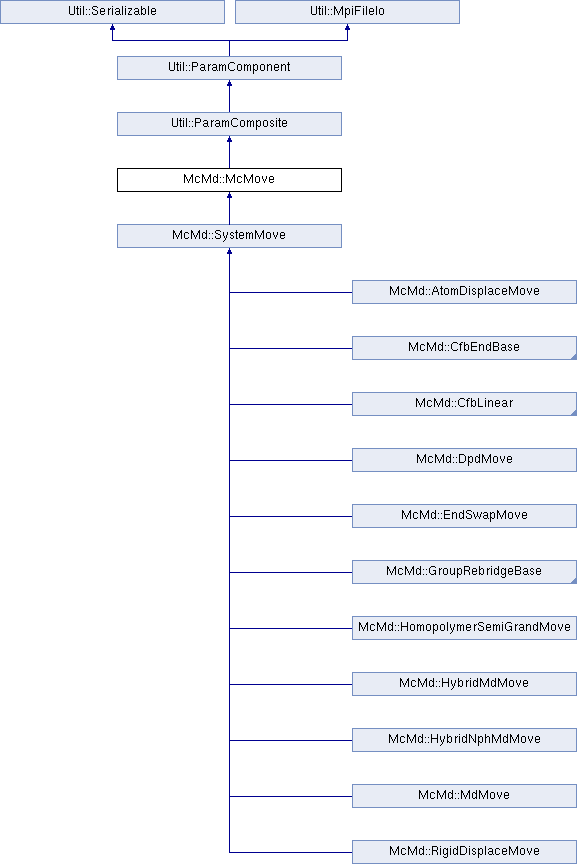 Util::Serializable
Util::MpiFileIo
Util::ParamComponent
Util::ParamComposite
McMd::McMove
McMd::SystemMove
McMd::AtomDisplaceMove
McMd::CfbEndBase
McMd::CfbLinear
McMd::DpdMove
McMd::EndSwapMove
McMd::GroupRebridgeBase
McMd::HomopolymerSemiGrandMove
McMd::HybridMdMove
McMd::HybridNphMdMove
McMd::MdMove
McMd::RigidDisplaceMove